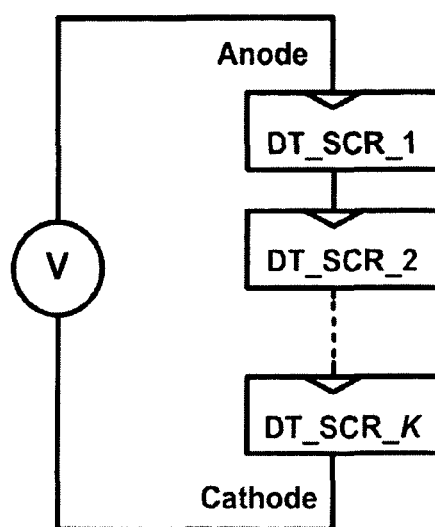 Anode
DT_SCR_1
DT_SCR_2
V
DT_SCR_K
Cathode